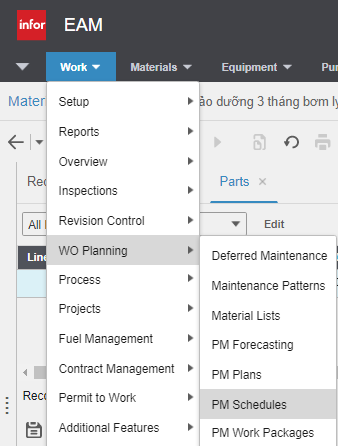 infor EAM
Work Materials Equipment Pu
Mater ảo dưỡng 3 tháng bơm ly
Setup
Reports
Overview
Inspections
Revision Control
WO Planning
Process
Projects
Fuel Management
Contract Management
Permit to Work
Additional Features
Rec Parts ×
All Edit
Line
Reco
Deferred Maintenance
Maintenance Patterns
Material Lists
PM Forecasting
PM Plans
PM Schedules
PM Work Packages